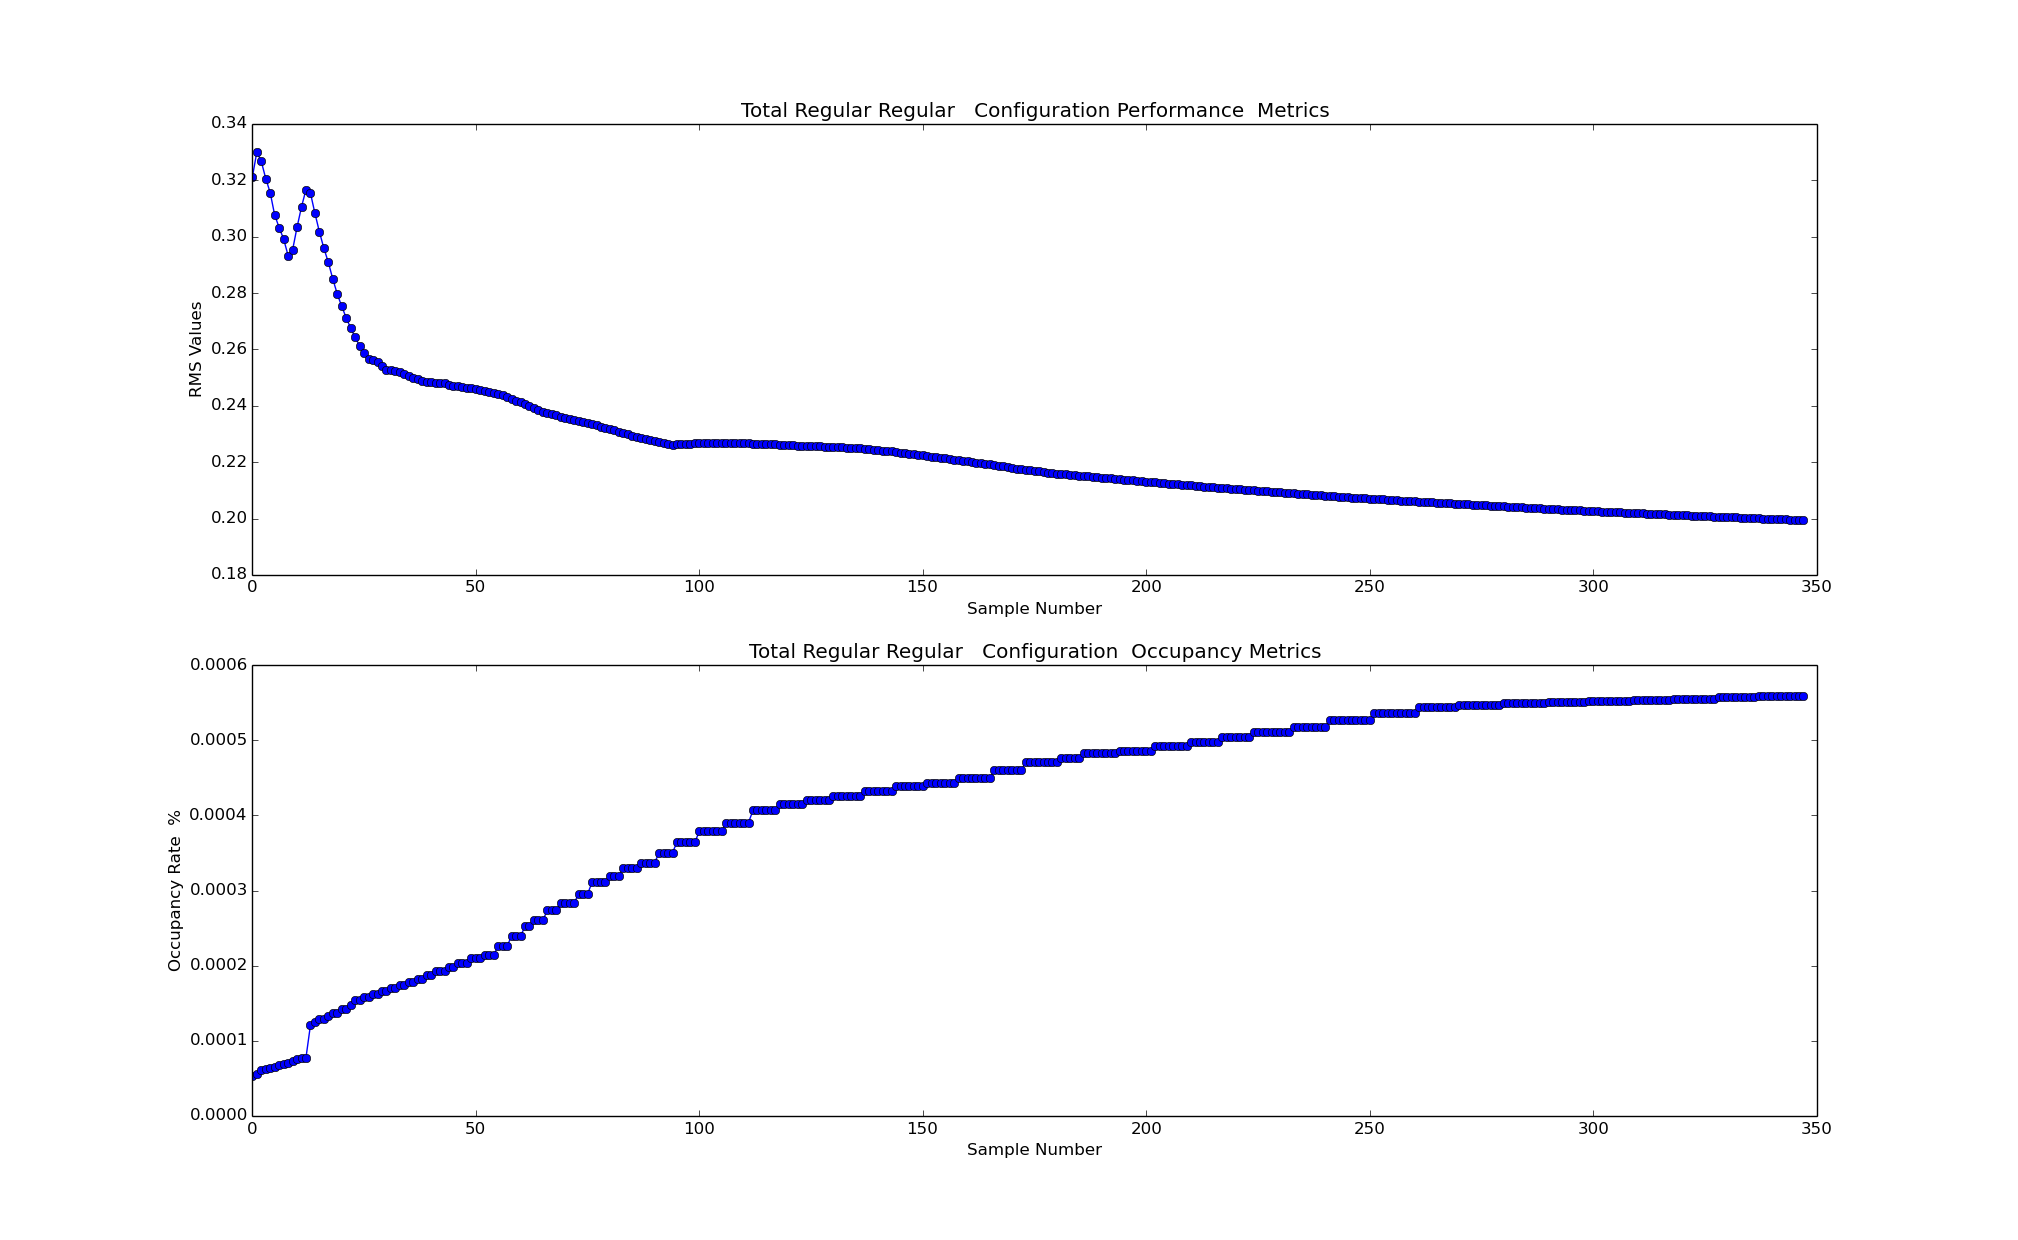 Total Regular Regular   Configuration Performance  Metrics
0.34
0.32
0.30
0.28
0.26
0.24
0.22
0.20
0.18
RMS Values
0 50 100 150 200 250 300 350
Sample Number
Total Regular Regular   Configuration  Occupancy Metrics
0.0006
0.0005
0.0004
0.0003
0.0002
0.0001
0.0000
Occupancy Rate  %
0 50 100 150 200 250 300 350
Sample Number